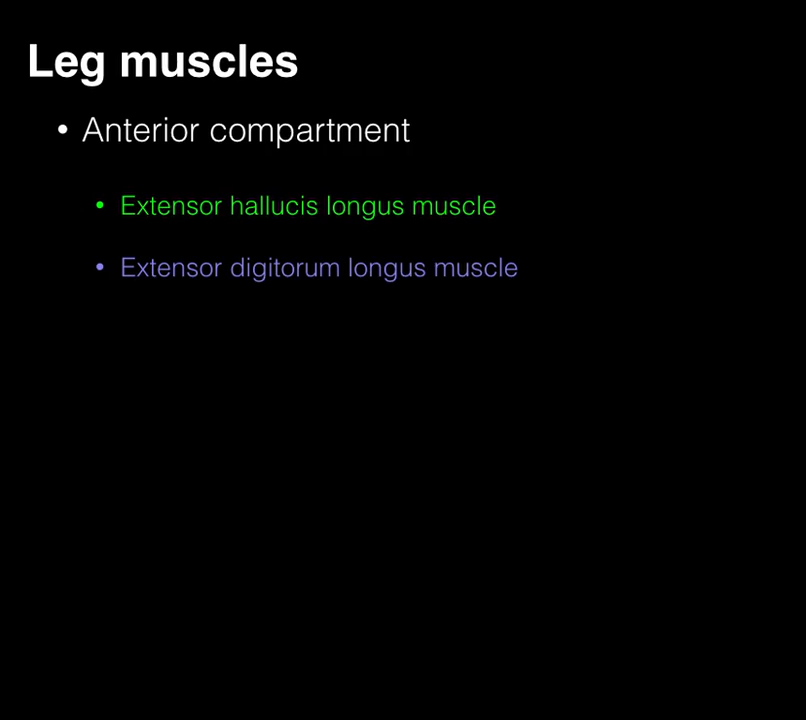 Leg muscles
• Anterior compartment
• Extensor hallucis longus muscle
• Extensor digitorum longus muscle